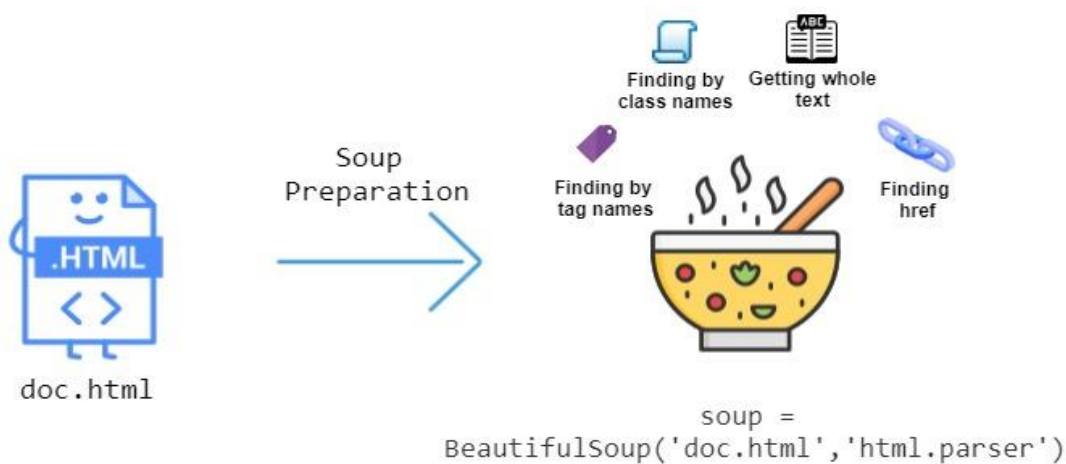 ABC
Finding by
class names
Getting whole
text
Soup
Preparation
Finding by
tag names
Finding
href
.HTML
< >
doc.html
soup =
BeautifulSoup('doc.html','html.parser')